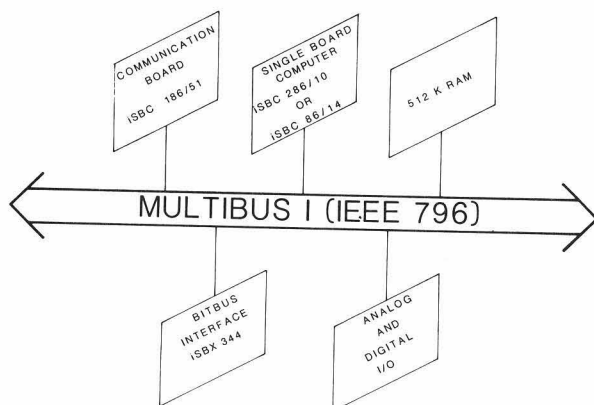 COMMUNICATION
BOARD
iSBC 186/51
SINGLE BOARD
COMPUTER
iSBC 286/10
OR
iSBC 86/14
512 K RAM
MULTIBUS I (IEEE 796)
BITBUS
INTERFACE
iSBX 344
ANALOG
AND
DIGITAL
I/O